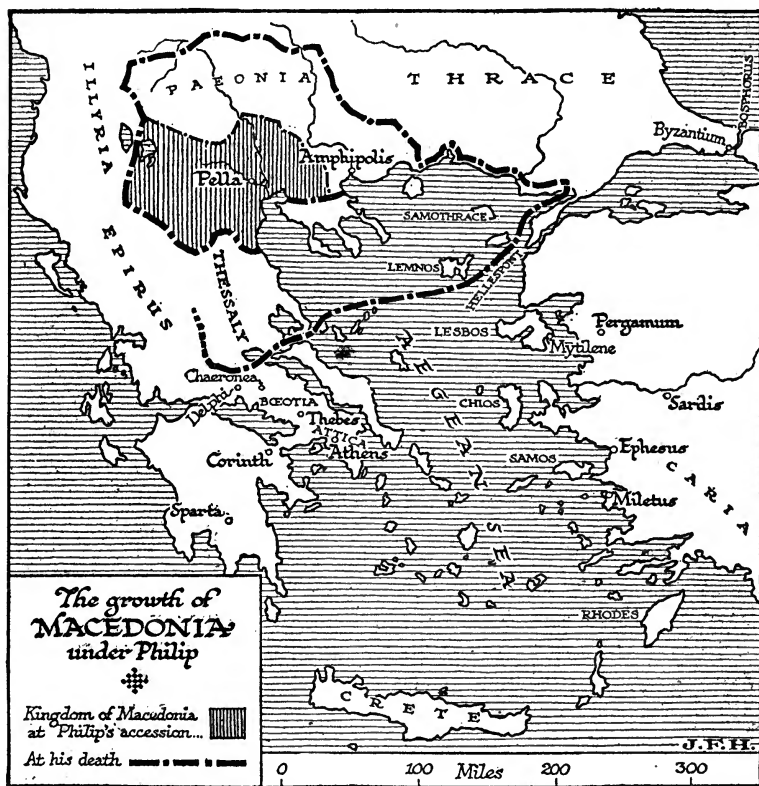 ILLYRIA
PAEONIA
THRACE
BOSPHORUS
Byzantium
Amphipolis
Pella
SAMOTHRACE
EPIRUS
THESSALY
LEMNOS
HELLESPONT
LESBOS
Pergamum
Mytilene
AEGEAN SEA
Chaeronea
Delphi
BŒOTIA
CHIOS
Sardis
Thebes
ATTICA
Corinth
Athens
SAMOS
Ephesus
CARIA
Miletus
Sparta
RHODES
CRETE
The growth of
MACEDONIA
under Philip
Kingdom of Macedonia
at Philip's accession...
At his death
J.F.H.
0 100 Miles 200 300